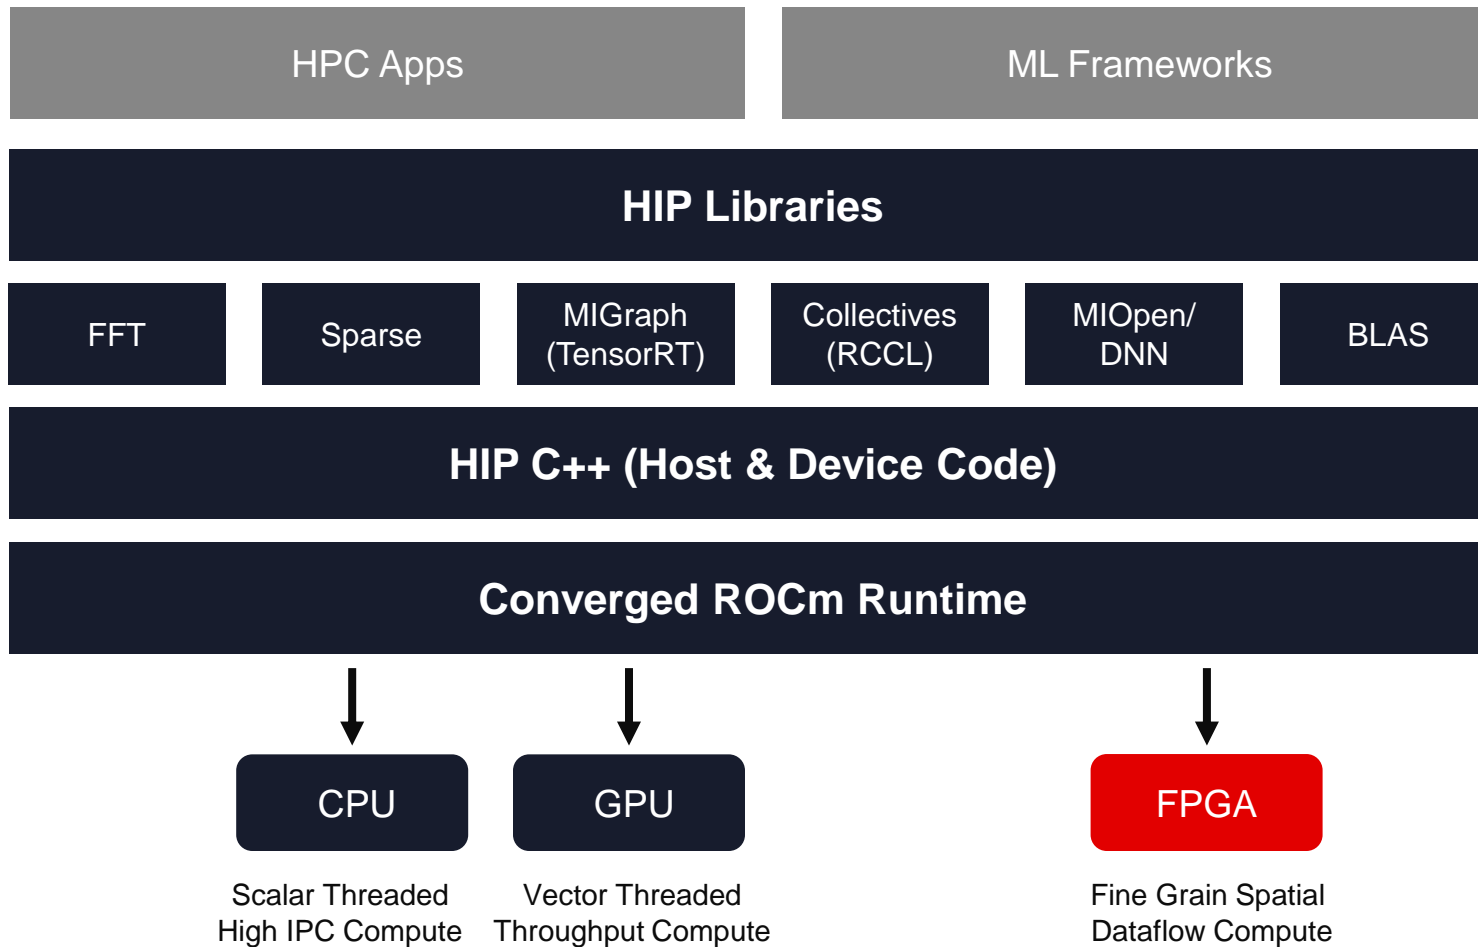 HPC Apps
ML Frameworks
HIP Libraries
FFT
Sparse
MIGraph
(TensorRT)
Collectives
(RCCL)
MIOpen/
DNN
BLAS
HIP C++ (Host & Device Code)
Converged ROCm Runtime
CPU
GPU
FPGA
Scalar Threaded
High IPC Compute
Vector Threaded
Throughput Compute
Fine Grain Spatial
Dataflow Compute